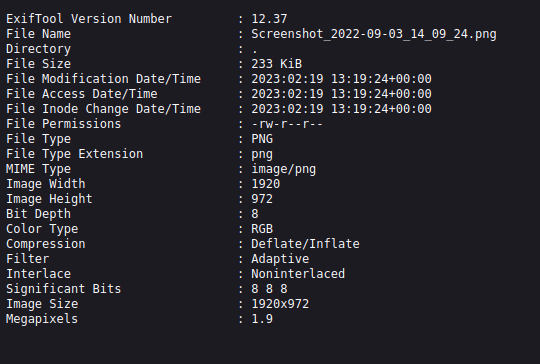 ExifTool Version Number : 12.37
File Name : Screenshot_2022-09-03_14_09_24.png
Directory : .
File Size : 233 KiB
File Modification Date/Time : 2023:02:19 13:19:24+00:00
File Access Date/Time : 2023:02:19 13:19:24+00:00
File Inode Change Date/Time : 2023:02:19 13:19:24+00:00
File Permissions : -rw-r--r--
File Type : PNG
File Type Extension : png
MIME Type : image/png
Image Width : 1920
Image Height : 972
Bit Depth : 8
Color Type : RGB
Compression : Deflate/Inflate
Filter : Adaptive
Interlace : Noninterlaced
Significant Bits : 8 8 8
Image Size : 1920x972
Megapixels : 1.9